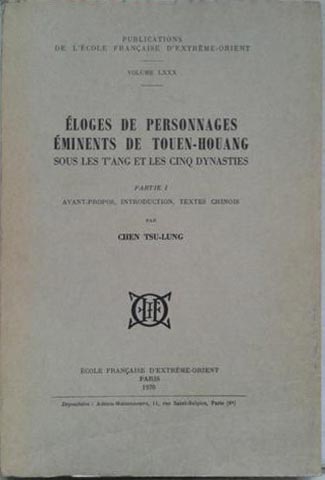 PUBLICATIONS
DE L'ÉCOLE FRANÇAISE D'EXTRÊME-ORIENT
VOLUME LXXX
ÉLOGES DE PERSONNAGES
ÉMINENTS DE TOUEN-HOUANG
SOUS LES T'ANG ET LES CINQ DYNASTIES
PARTIE I
AVANT-PROPOS, INTRODUCTION, TEXTES CHINOIS
PAR
CHEN TSU-LUNG
ÉCOLE FRANÇAISE D'EXTRÊME-ORIENT
PARIS
1970
Dépositaire : Adrien-Maisonneuve, 11, rue Saint-Sulpice, Paris (6e)